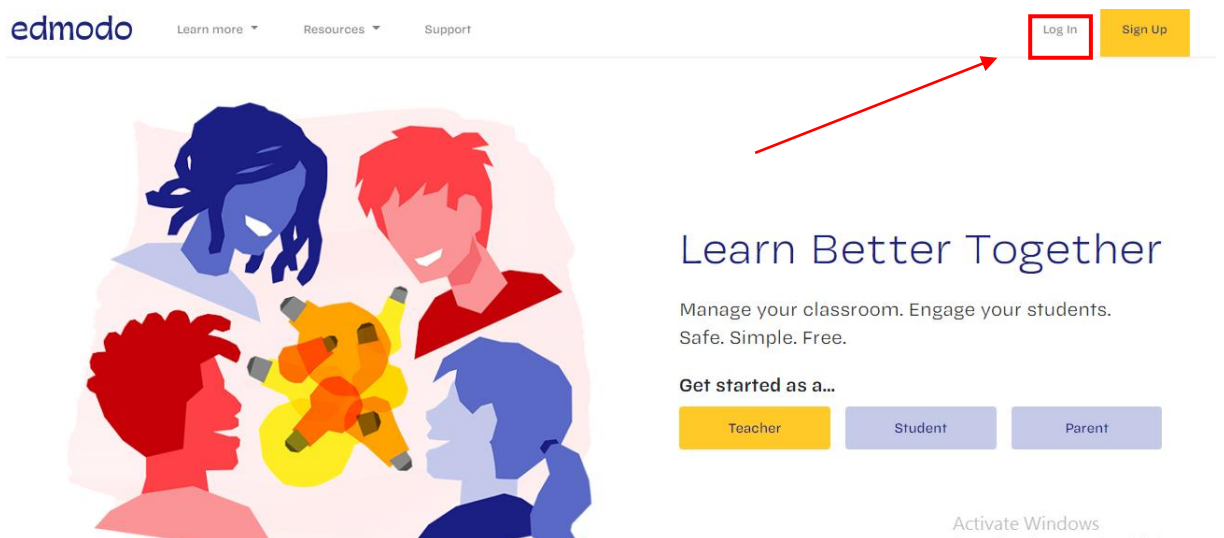 edmodo
Learn more
Resources
Support
Log In
Sign Up
Learn Better Together
Manage your classroom. Engage your students.
Safe. Simple. Free.
Get started as a...
Teacher
Student
Parent
Activate Windows